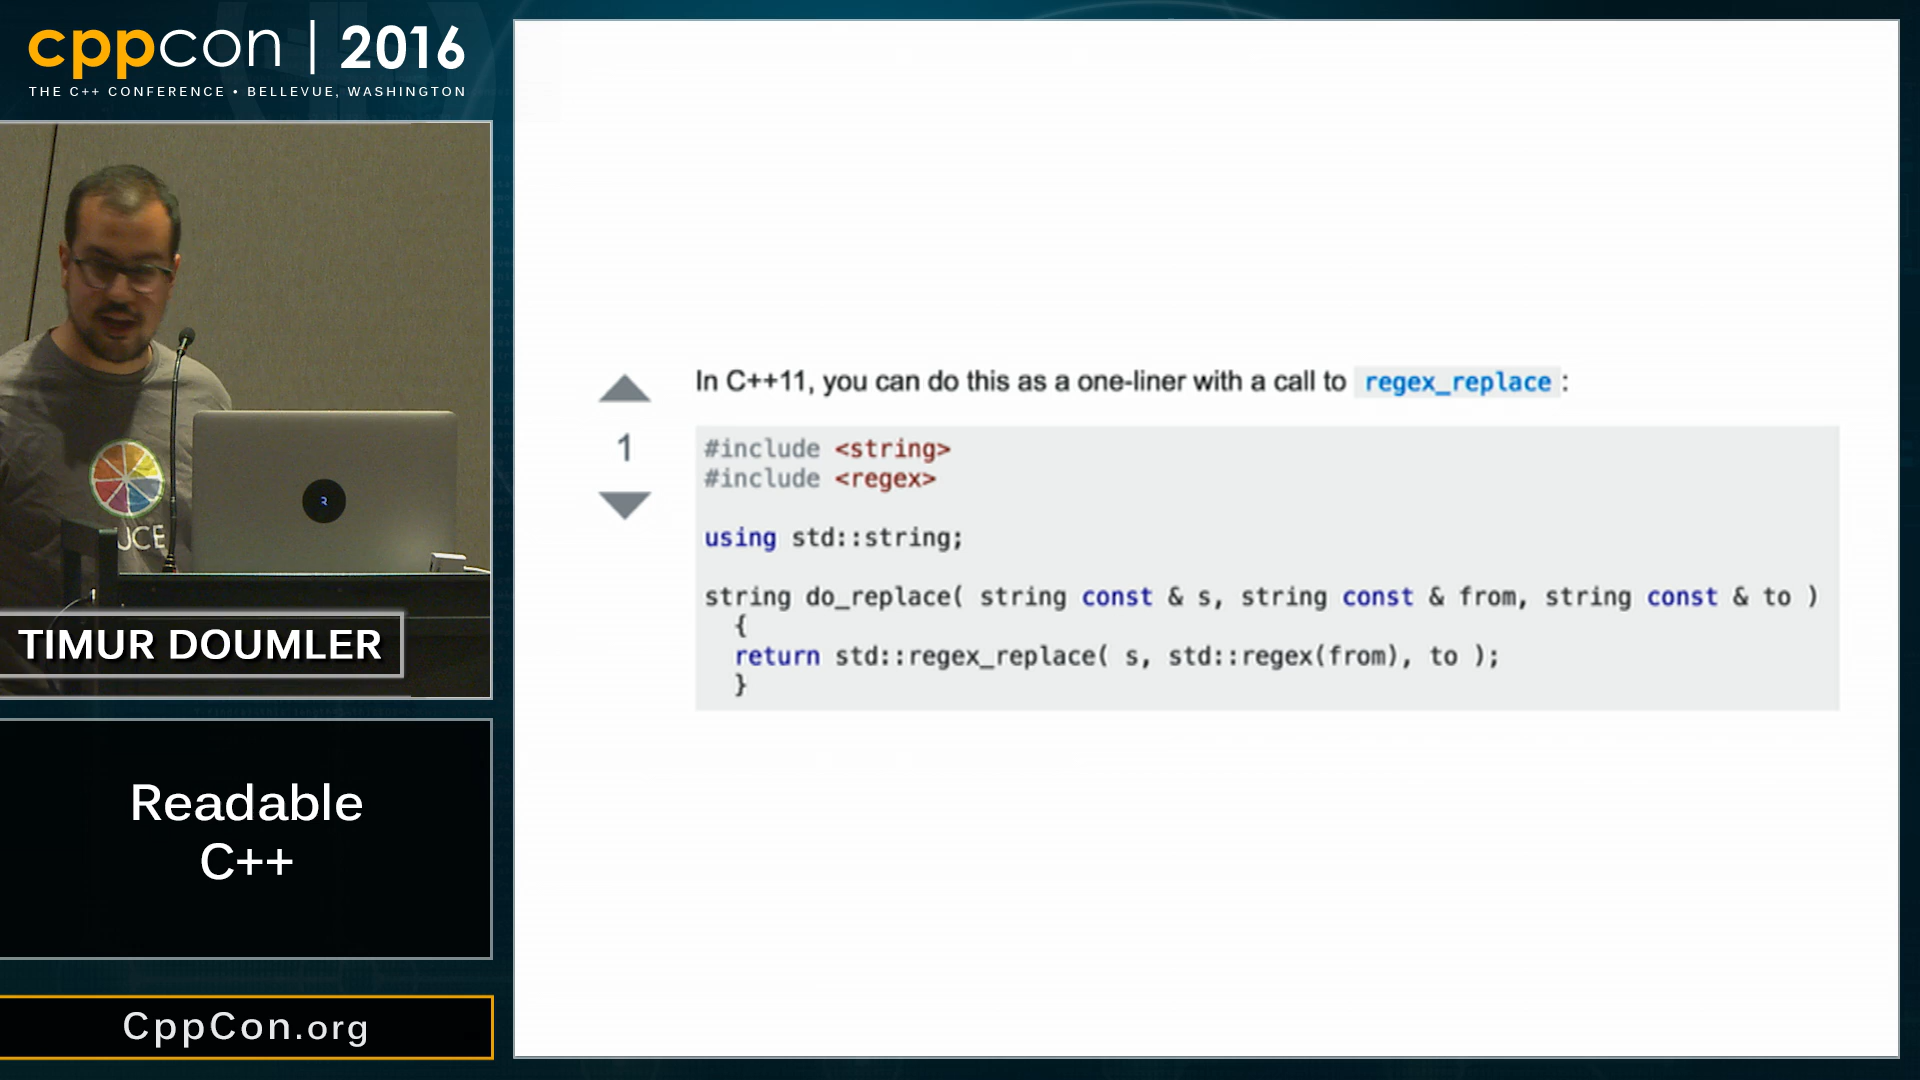 cppcon | 2016
THE C++ CONFERENCE • BELLEVUE, WASHINGTON
UCE
TIMUR DOUMLER
Readable
C++
CppCon.org
In C++11, you can do this as a one-liner with a call to regex_replace:
1
#include <string>
#include <regex>
using std::string;
string do_replace( string const & s, string const & from, string const & to )
{
return std::regex_replace( s, std::regex(from), to );
}